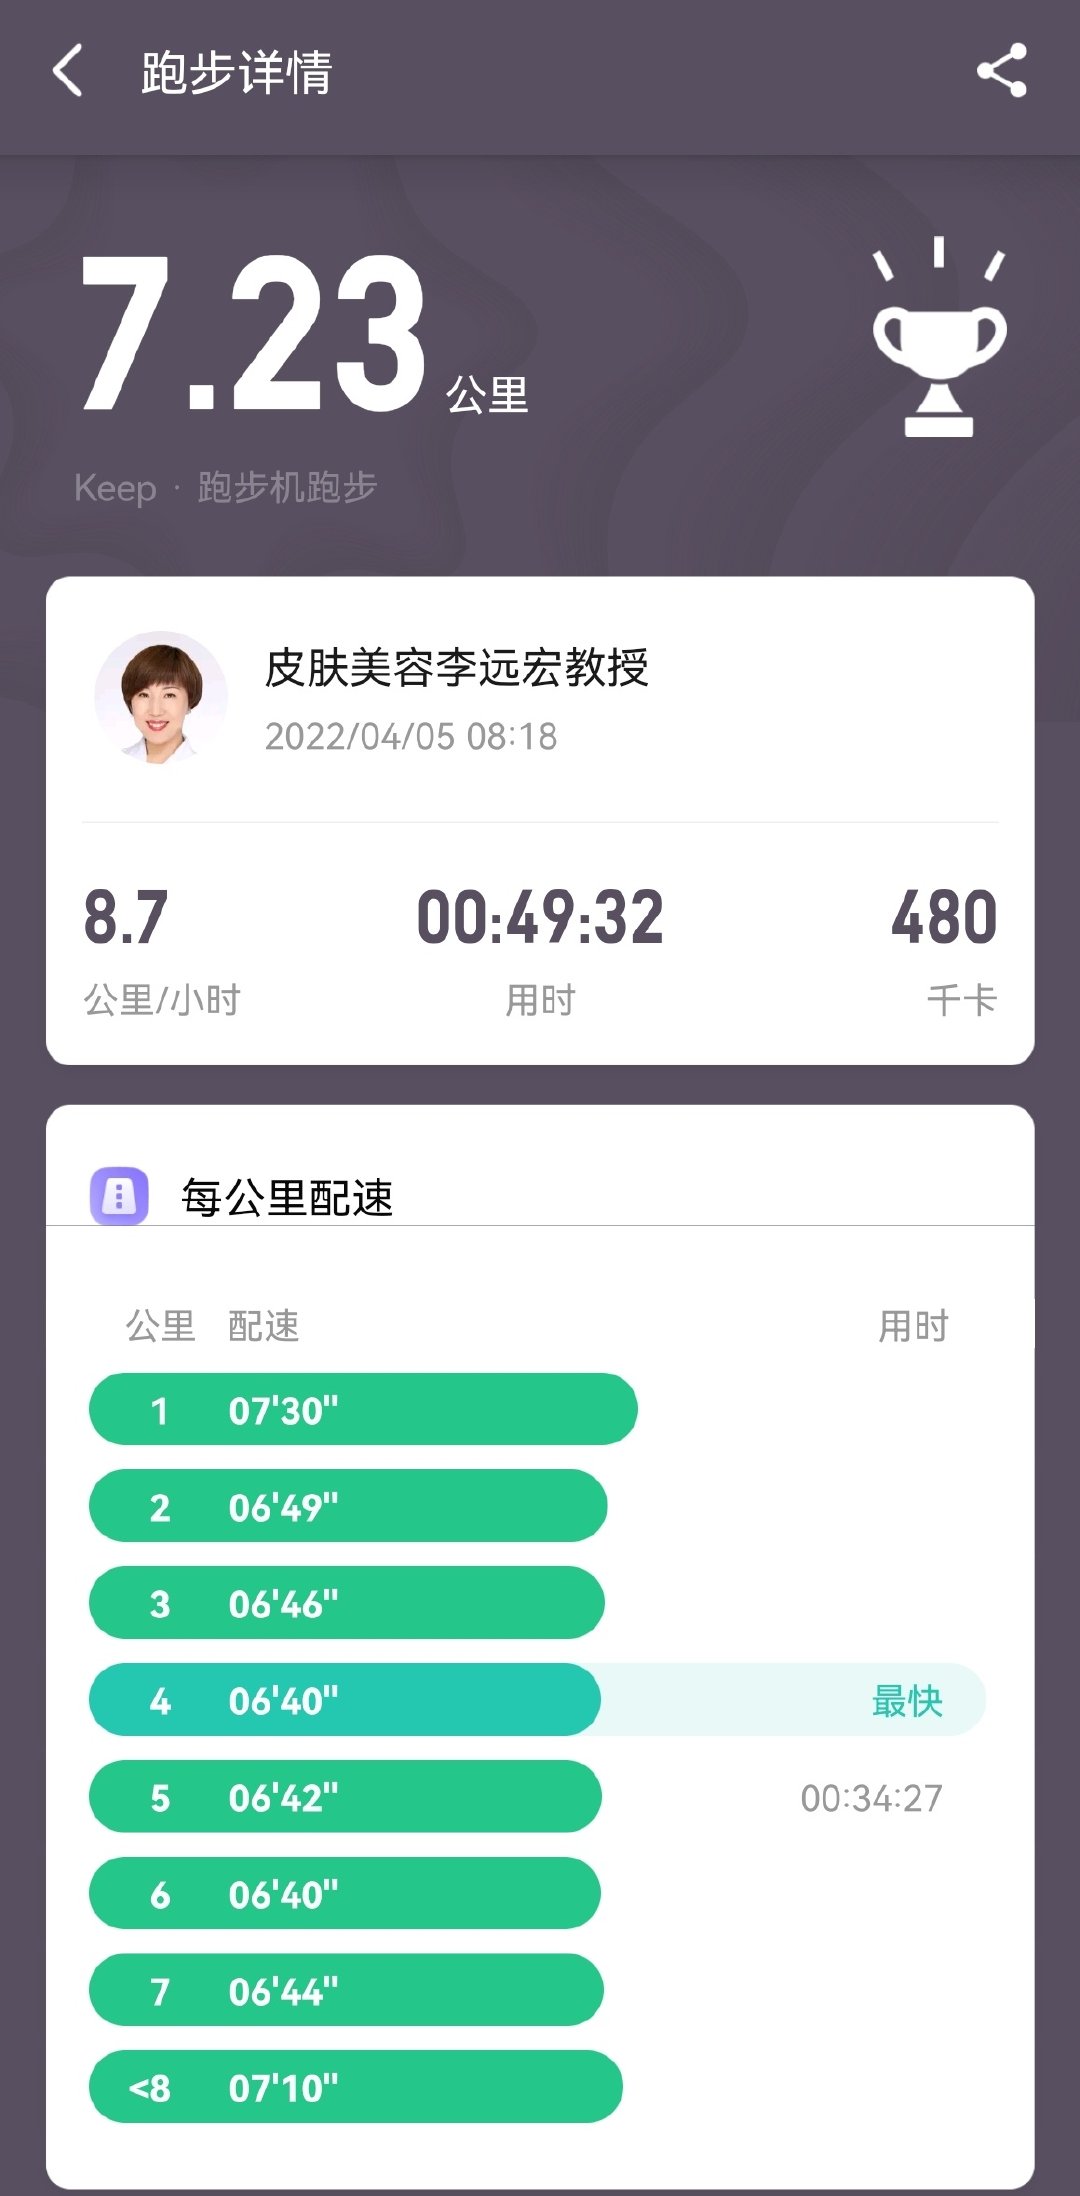 跑步详情
7.23 公里
Keep · 跑步机跑步
皮肤美容李远宏教授
2022/04/05 08:18
8.7 00:49:32 480
公里/小时 用时 千卡
每公里配速
公里 配速 用时
1 07'30"
2 06'49"
3 06'46"
4 06'40" 最快
5 06'42" 00:34:27
6 06'40"
7 06'44"
<8 07'10"